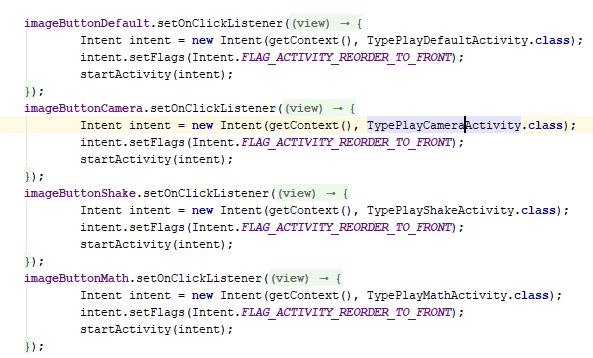 imageButtonDefault.setOnClickListener((view) → {
        Intent intent = new Intent(getContext(), TypePlayDefaultActivity.class);
        intent.setFlags(Intent.FLAG_ACTIVITY_REORDER_TO_FRONT);
        startActivity(intent);
});
imageButtonCamera.setOnClickListener((view) → {
        Intent intent = new Intent(getContext(), TypePlayCameraActivity.class);
        intent.setFlags(Intent.FLAG_ACTIVITY_REORDER_TO_FRONT);
        startActivity(intent);
});
imageButtonShake.setOnClickListener((view) → {
        Intent intent = new Intent(getContext(), TypePlayShakeActivity.class);
        intent.setFlags(Intent.FLAG_ACTIVITY_REORDER_TO_FRONT);
        startActivity(intent);
});
imageButtonMath.setOnClickListener((view) → {
        Intent intent = new Intent(getContext(), TypePlayMathActivity.class);
        intent.setFlags(Intent.FLAG_ACTIVITY_REORDER_TO_FRONT);
        startActivity(intent);
});